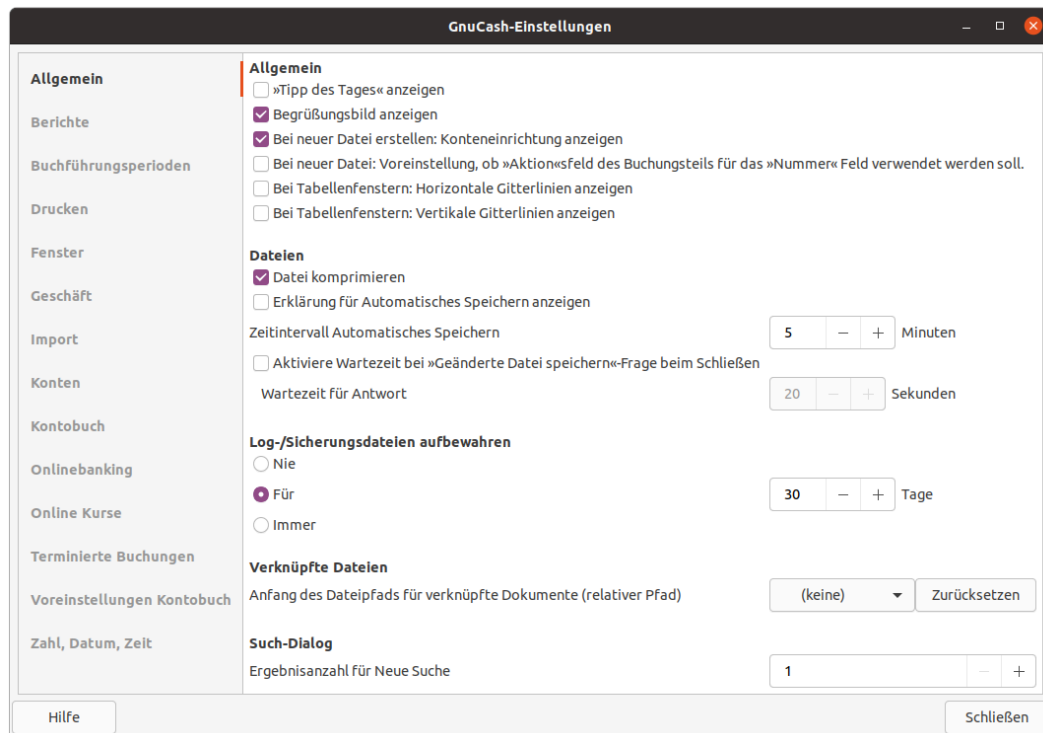 GnuCash-Einstellungen
Allgemein
Berichte
Buchführungsperioden
Drucken
Fenster
Geschäft
Import
Konten
Kontobuch
Onlinebanking
Online Kurse
Terminierte Buchungen
Voreinstellungen Kontobuch
Zahl, Datum, Zeit
Allgemein
»Tipp des Tages« anzeigen
Begrüßungsbild anzeigen
Bei neuer Datei erstellen: Konteneinrichtung anzeigen
Bei neuer Datei: Voreinstellung, ob »Aktion«sfeld des Buchungsteils für das »Nummer« Feld verwendet werden soll.
Bei Tabellenfenstern: Horizontale Gitterlinien anzeigen
Bei Tabellenfenstern: Vertikale Gitterlinien anzeigen
Dateien
Datei komprimieren
Erklärung für Automatisches Speichern anzeigen
Zeitintervall Automatisches Speichern 5 − + Minuten
Aktiviere Wartezeit bei »Geänderte Datei speichern«-Frage beim Schließen
Wartezeit für Antwort 20 − + Sekunden
Log-/Sicherungsdateien aufbewahren
Nie
Für 30 − + Tage
Immer
Verknüpfte Dateien
Anfang des Dateipfads für verknüpfte Dokumente (relativer Pfad) (keine) Zurücksetzen
Such-Dialog
Ergebnisanzahl für Neue Suche 1 − +
Hilfe Schließen